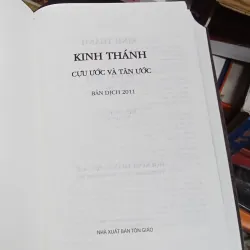 KINH THÁNH
CỰU ƯỚC VÀ TÂN ƯỚC
BẢN DỊCH 2011
NHÀ XUẤT BẢN TÔN GIÁO